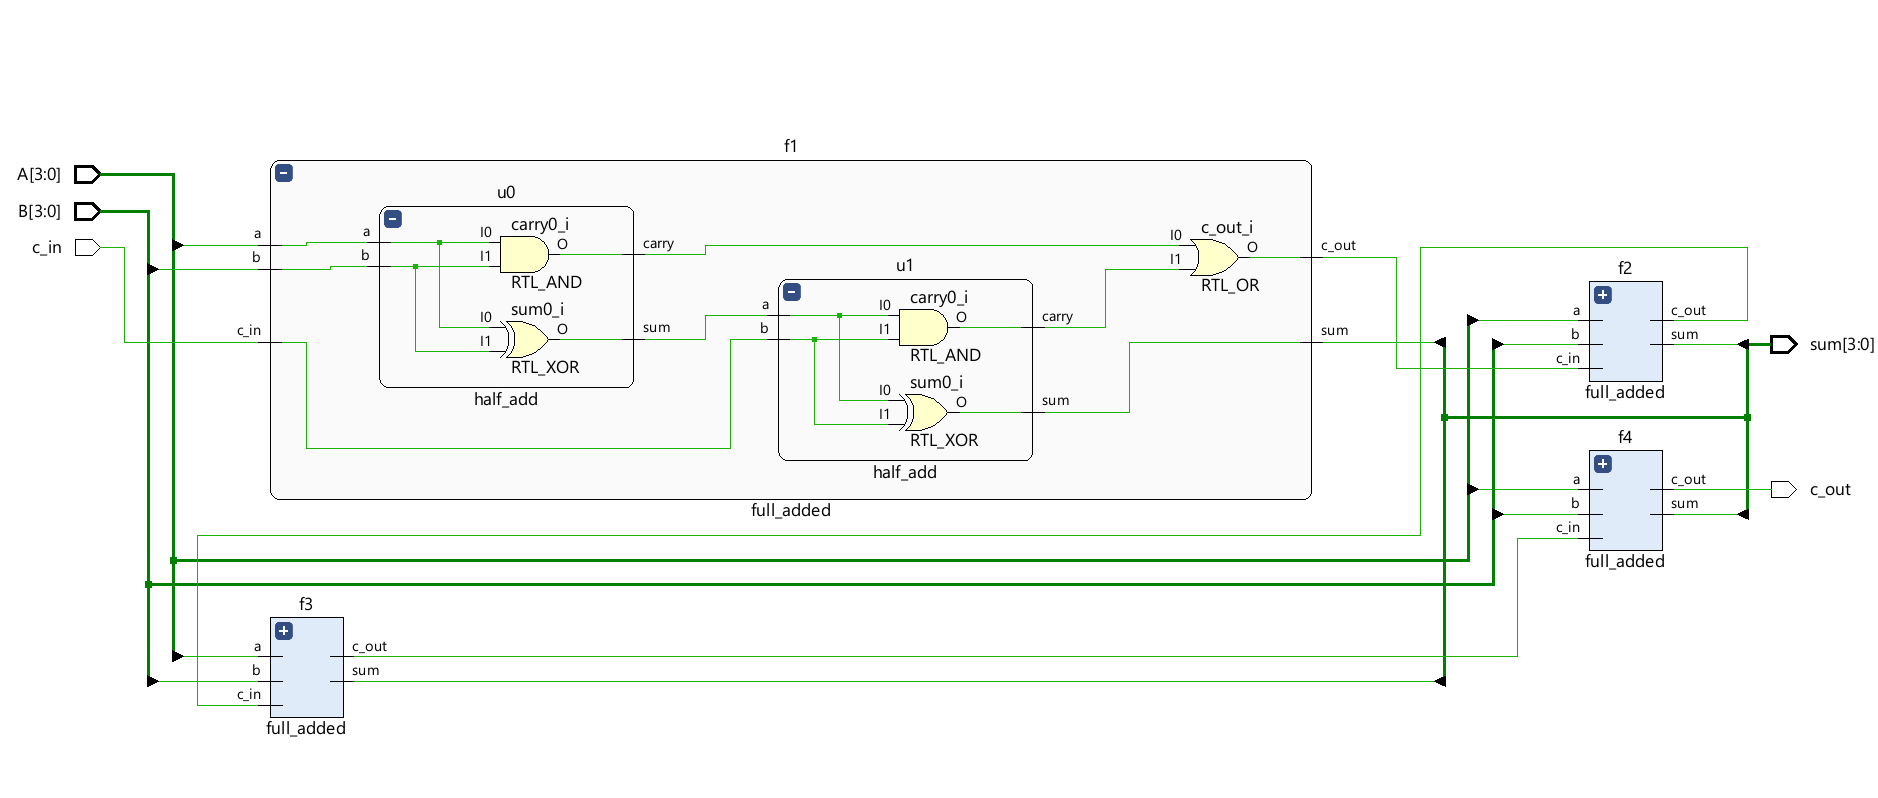 f1
A[3:0]
B[3:0]
c_in
a
b
c_in
u0
a
b
carry0_i
I0
I1
O
RTL_AND
carry
sum0_i
I0
I1
O
RTL_XOR
sum
half_add
u1
a
b
carry0_i
I0
I1
O
RTL_AND
carry
sum0_i
I0
I1
O
RTL_XOR
sum
half_add
c_out_i
I0
I1
O
RTL_OR
c_out
sum
full_added
f2
a
b
c_in
c_out
sum
full_added
sum[3:0]
f4
a
b
c_in
c_out
sum
full_added
c_out
f3
a
b
c_in
c_out
sum
full_added